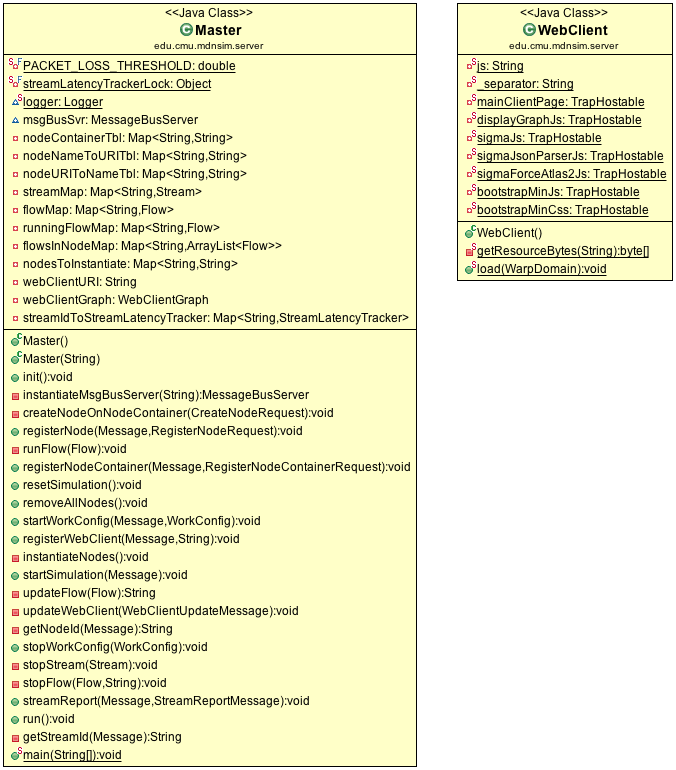 <<Java Class>>
Master
edu.cmu.mdnsim.server
PACKET_LOSS_THRESHOLD: double
streamLatencyTrackerLock: Object
logger: Logger
msgBusSvr: MessageBusServer
nodeContainerTbl: Map<String,String>
nodeNameToURITbl: Map<String,String>
nodeURIToNameTbl: Map<String,String>
streamMap: Map<String,Stream>
flowMap: Map<String,Flow>
runningFlowMap: Map<String,Flow>
flowsInNodeMap: Map<String,ArrayList<Flow>>
nodesToInstantiate: Map<String,String>
webClientURI: String
webClientGraph: WebClientGraph
streamIdToStreamLatencyTracker: Map<String,StreamLatencyTracker>
Master()
Master(String)
init():void
instantiateMsgBusServer(String):MessageBusServer
createNodeOnNodeContainer(CreateNodeRequest):void
registerNode(Message,RegisterNodeRequest):void
runFlow(Flow):void
registerNodeContainer(Message,RegisterNodeContainerRequest):void
resetSimulation():void
removeAllNodes():void
startWorkConfig(Message,WorkConfig):void
registerWebClient(Message,String):void
instantiateNodes():void
startSimulation(Message):void
updateFlow(Flow):String
updateWebClient(WebClientUpdateMessage):void
getNodeId(Message):String
stopWorkConfig(WorkConfig):void
stopStream(Stream):void
stopFlow(Flow,String):void
streamReport(Message,StreamReportMessage):void
run():void
getStreamId(Message):String
main(String[]):void
<<Java Class>>
WebClient
edu.cmu.mdnsim.server
js: String
_separator: String
mainClientPage: TrapHostable
displayGraphJs: TrapHostable
sigmaJs: TrapHostable
sigmaJsonParserJs: TrapHostable
sigmaForceAtlas2Js: TrapHostable
bootstrapMinJs: TrapHostable
bootstrapMinCss: TrapHostable
WebClient()
getResourceBytes(String):byte[]
load(WarpDomain):void